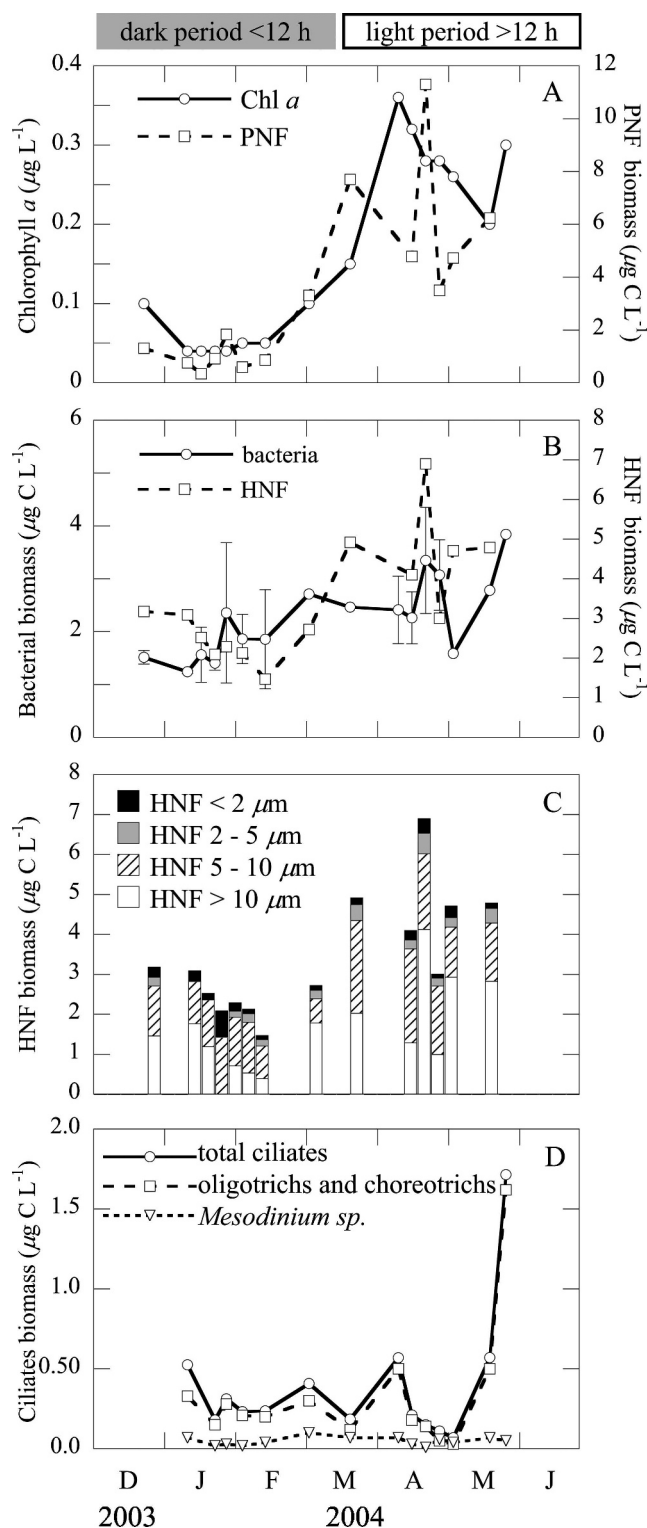 dark period <12 h light period >12 h
A
Chl a
PNF
Chlorophyll a (µg L⁻¹)
0.4
0.3
0.2
0.1
0
PNF biomass (µg C L⁻¹)
12
10
8
6
4
2
0
B
bacteria
HNF
Bacterial biomass (µg C L⁻¹)
6
4
2
0
HNF biomass (µg C L⁻¹)
8
7
6
5
4
3
2
1
0
C
HNF < 2 µm
HNF 2 - 5 µm
HNF 5 - 10 µm
HNF > 10 µm
HNF biomass (µg C L⁻¹)
8
7
6
5
4
3
2
1
0
D
total ciliates
oligotrichs and choreotrichs
Mesodinium sp.
Ciliates biomass (µg C L⁻¹)
2.0
1.5
1.0
0.50
0.0
D J F M A M J
2003 2004